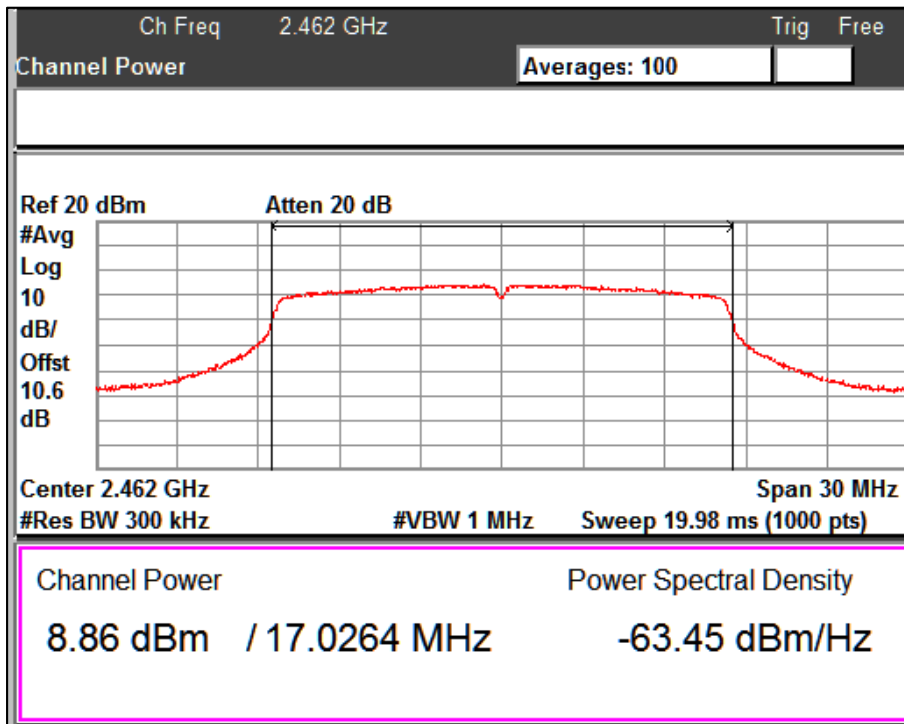 Ch Freq 2.462 GHz Trig Free
Channel Power Averages: 100
Ref 20 dBm Atten 20 dB
#Avg
Log
10
dB/
Offst
10.6
dB
Center 2.462 GHz Span 30 MHz
#Res BW 300 kHz #VBW 1 MHz Sweep 19.98 ms (1000 pts)
Channel Power Power Spectral Density
8.86 dBm / 17.0264 MHz -63.45 dBm/Hz